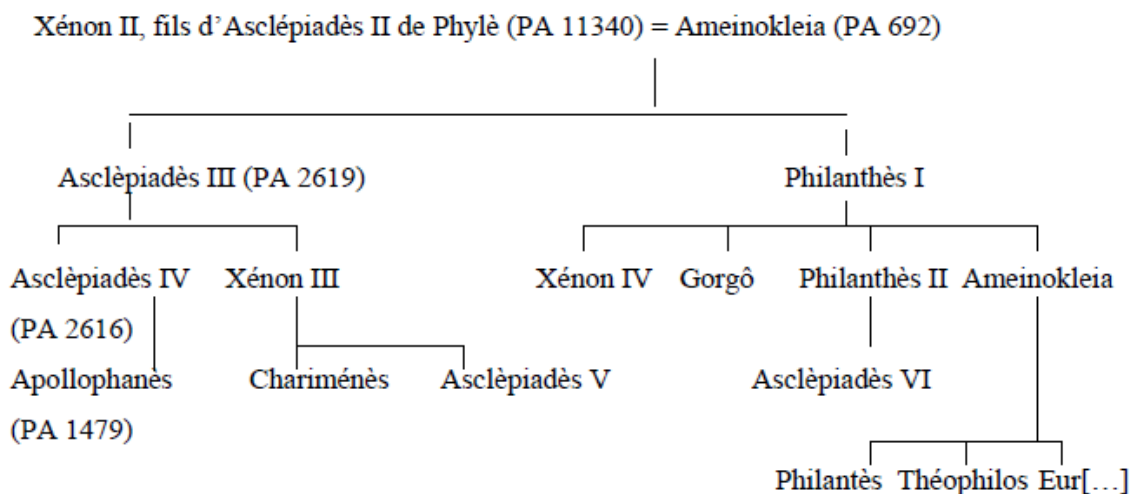 Xénon II, fils d'Asclépiadès II de Phylè (PA 11340) = Ameinokleia (PA 692)
Asclèpiadès III (PA 2619) Philanthès I
Asclèpiadès IV Xénon III Xénon IV Gorgô Philanthès II Ameinokleia
(PA 2616)
Apollophanès Chariménès Asclèpiadès V Asclèpiadès VI
(PA 1479)
Philantès Théophilos Eur[…]